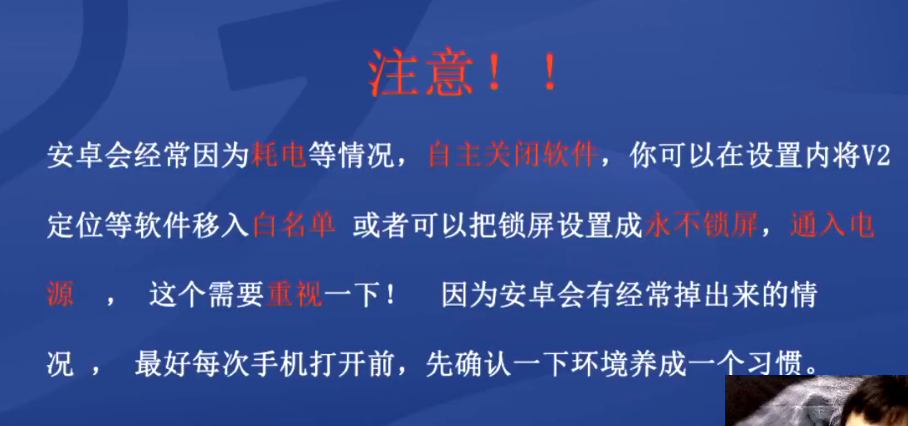 注意！！
安卓会经常因为耗电等情况，自主关闭软件，你可以在设置内将V2
定位等软件移入白名单 或者可以把锁屏设置成永不锁屏，通入电
源 ， 这个需要重视一下！ 因为安卓会有经常掉出来的情
况 ， 最好每次手机打开前，先确认一下环境养成一个习惯。